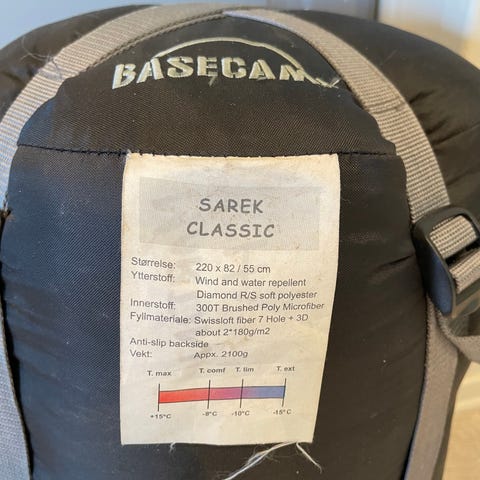 BASECAMP
SAREK
CLASSIC
Størrelse: 220 x 82 / 55 cm
Ytterstoff: Wind and water repellent
Diamond R/S soft polyester
Innerstoff: 300T Brushed Poly Microfiber
Fyllmateriale: Swissloft fiber 7 Hole + 3D
about 2*180g/m2
Anti-slip backside
Vekt: Appx. 2100g
T. max T. comf T. lim T. ext
+15°C -8°C -10°C -15°C